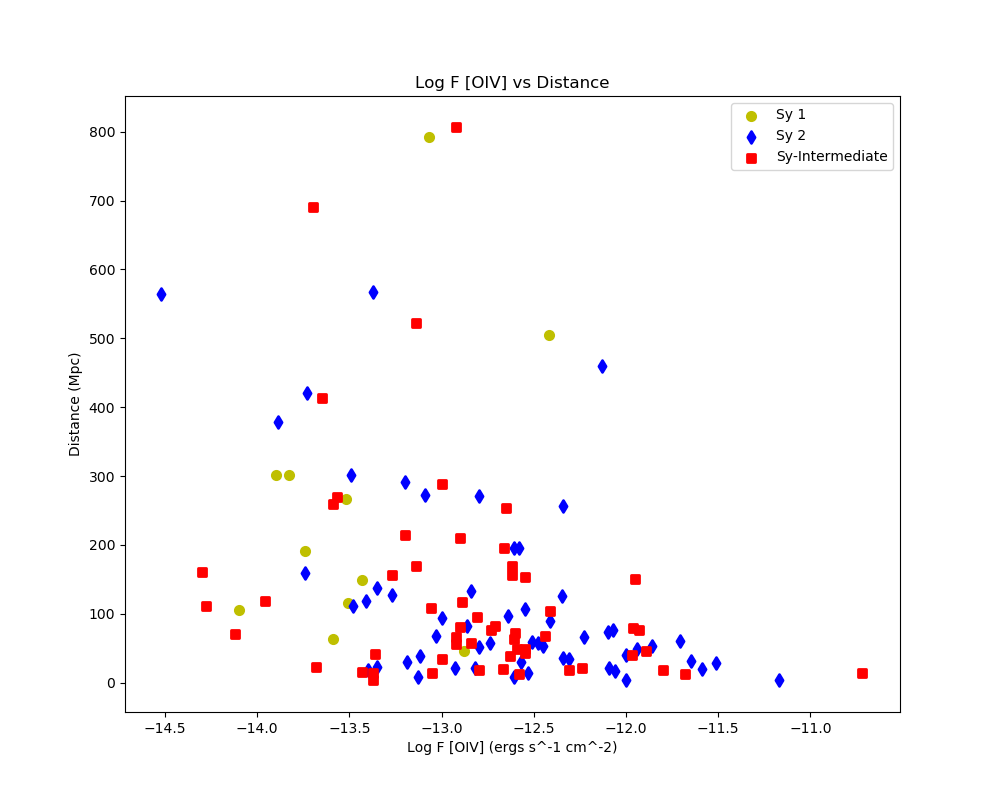 Log F [OIV] vs Distance
Sy 1
Sy 2
Sy-Intermediate
800
700
600
500
400
300
200
100
0
Distance (Mpc)
−14.5 −14.0 −13.5 −13.0 −12.5 −12.0 −11.5 −11.0
Log F [OIV] (ergs s^-1 cm^-2)